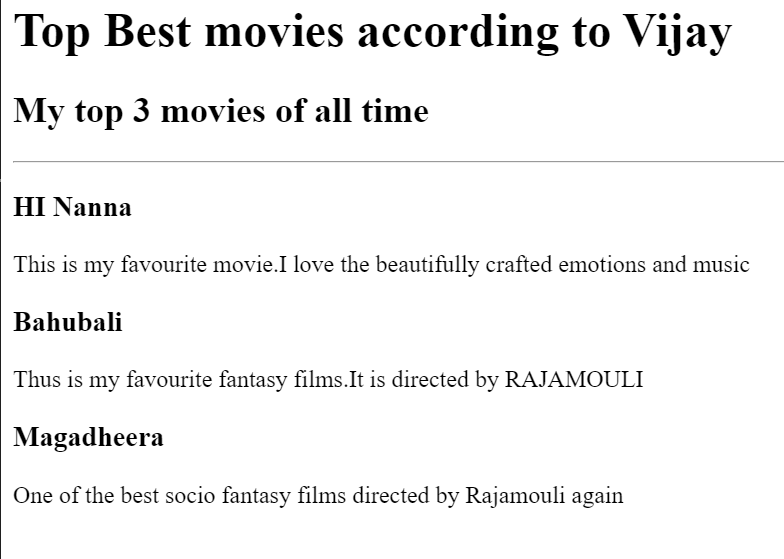 Top Best movies according to Vijay
My top 3 movies of all time
HI Nanna
This is my favourite movie.I love the beautifully crafted emotions and music
Bahubali
Thus is my favourite fantasy films.It is directed by RAJAMOULI
Magadheera
One of the best socio fantasy films directed by Rajamouli again